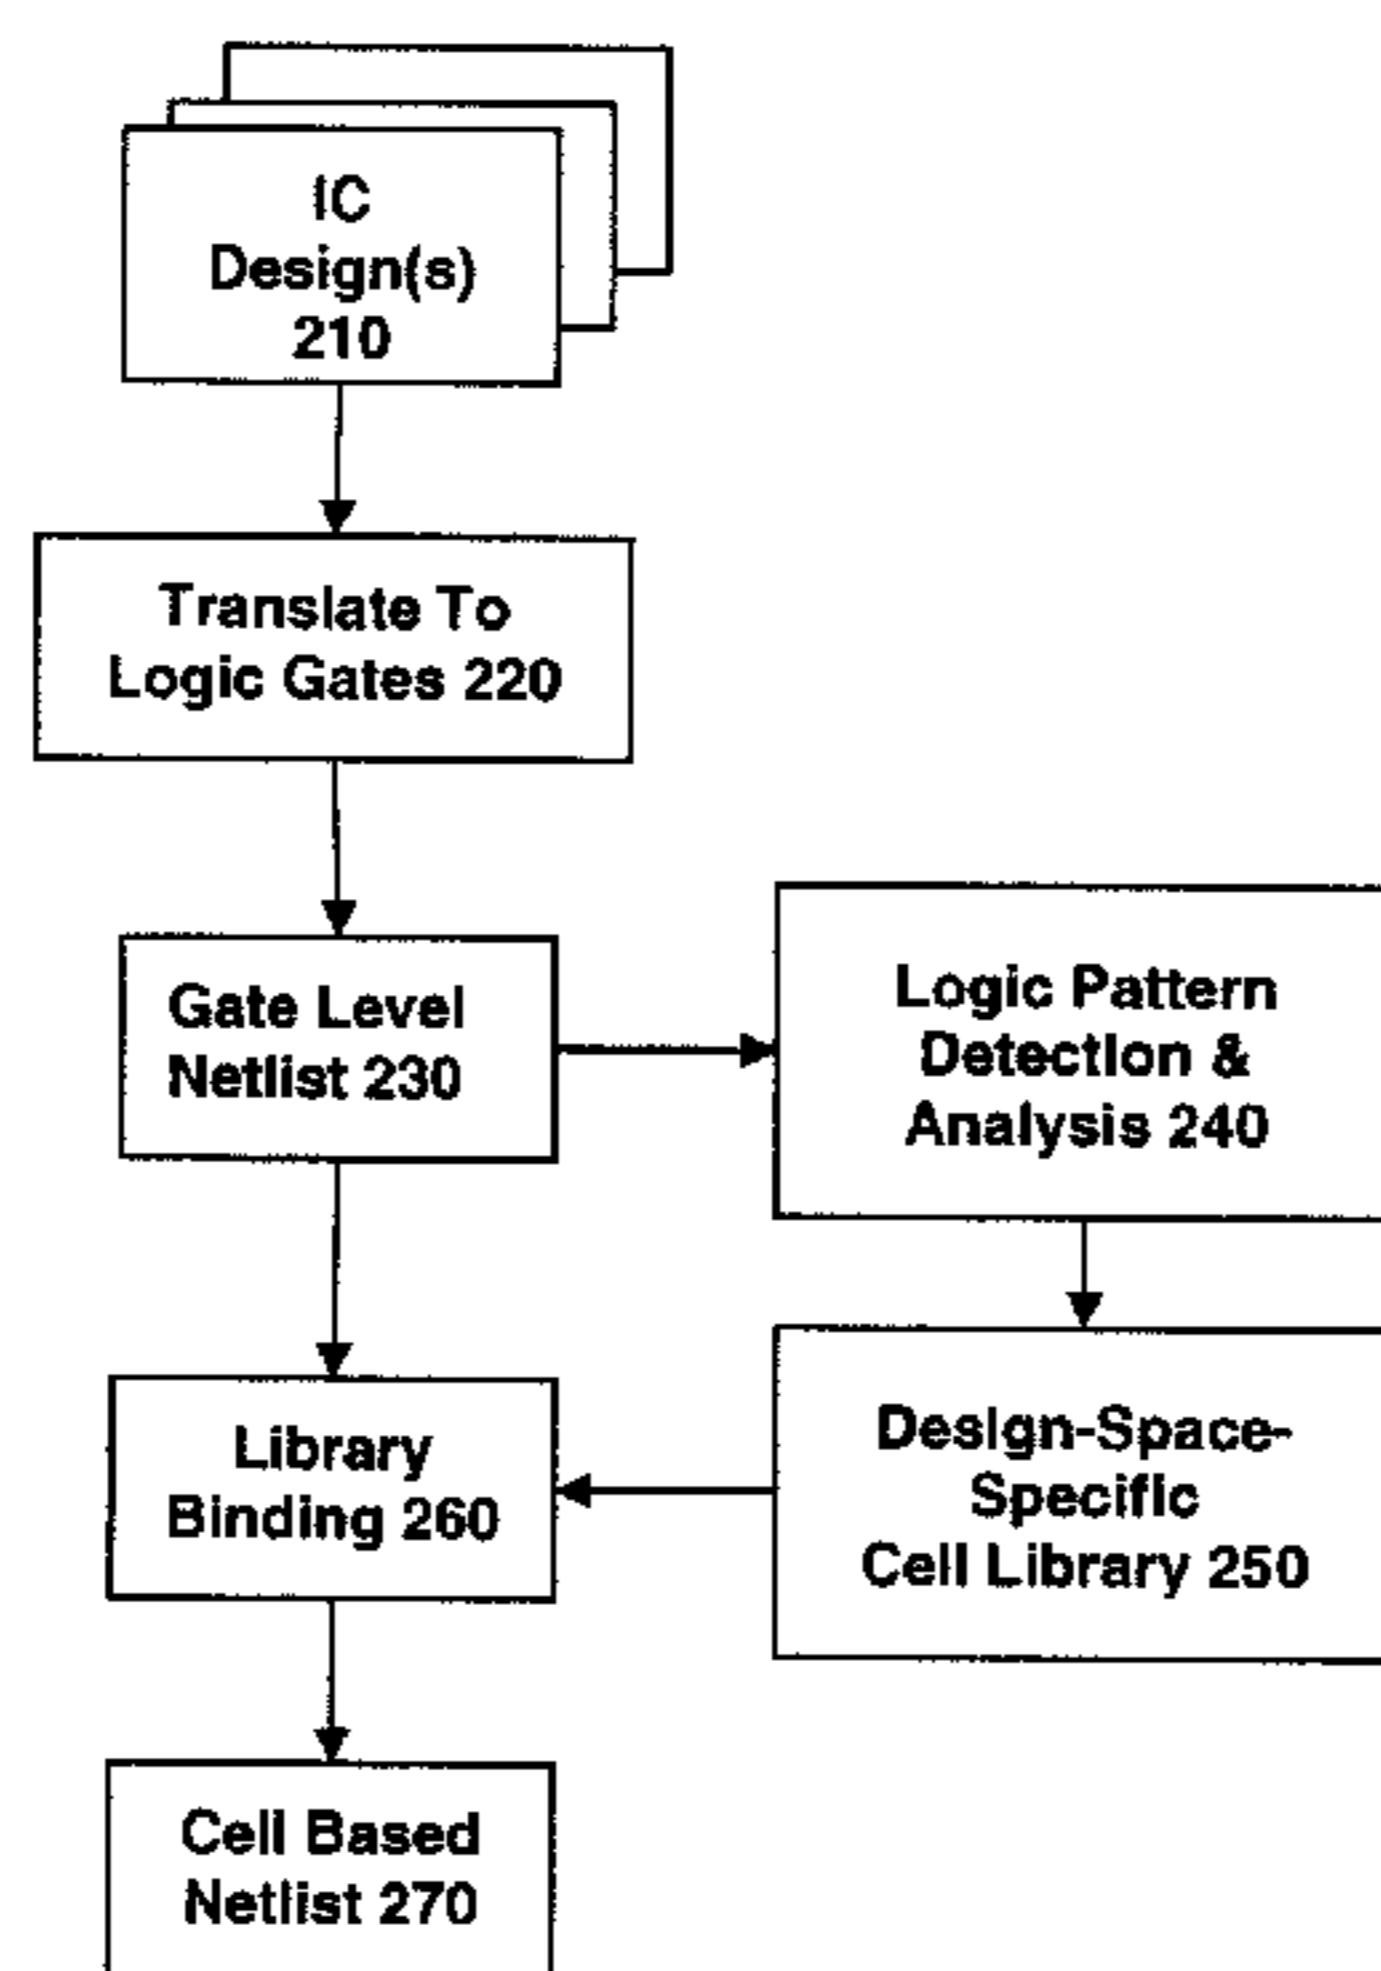 IC
Design(s)
210
Translate To
Logic Gates 220
Gate Level
Netlist 230
Logic Pattern
Detection &
Analysis 240
Library
Binding 260
Design-Space-
Specific
Cell Library 250
Cell Based
Netlist 270